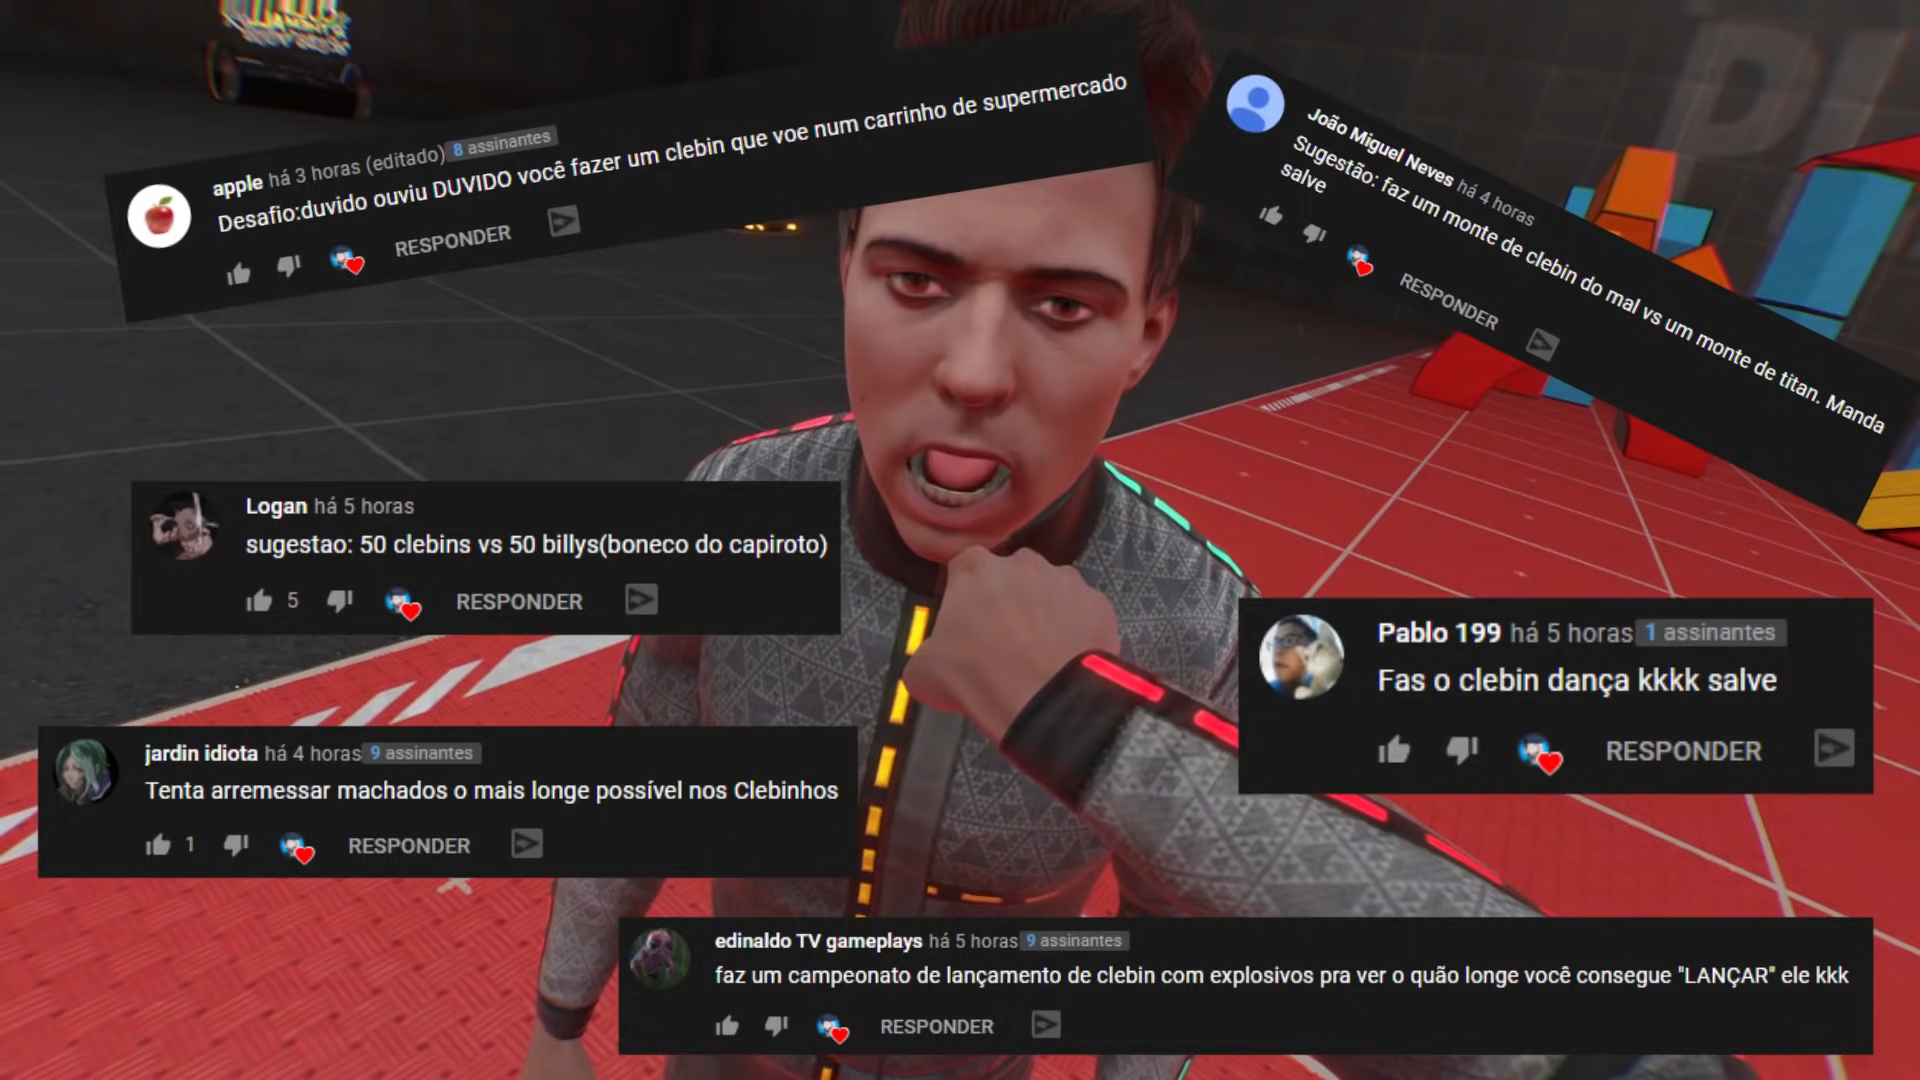 apple há 3 horas (editado) 8 assinantes
Desafio:duvido ouviu DUVIDO você fazer um clebin que voe num carrinho de supermercado
RESPONDER
João Miguel Neves há 4 horas
Sugestão: faz um monte de clebin do mal vs um monte de titan. Manda
salve
RESPONDER
Logan há 5 horas
sugestao: 50 clebins vs 50 billys(boneco do capiroto)
5 RESPONDER
Pablo 199 há 5 horas 1 assinantes
Fas o clebin dança kkkk salve
RESPONDER
jardin idiota há 4 horas 9 assinantes
Tenta arremessar machados o mais longe possível nos Clebinhos
1 RESPONDER
edinaldo TV gameplays há 5 horas 9 assinantes
faz um campeonato de lançamento de clebin com explosivos pra ver o quão longe você consegue "LANÇAR" ele kkk
RESPONDER